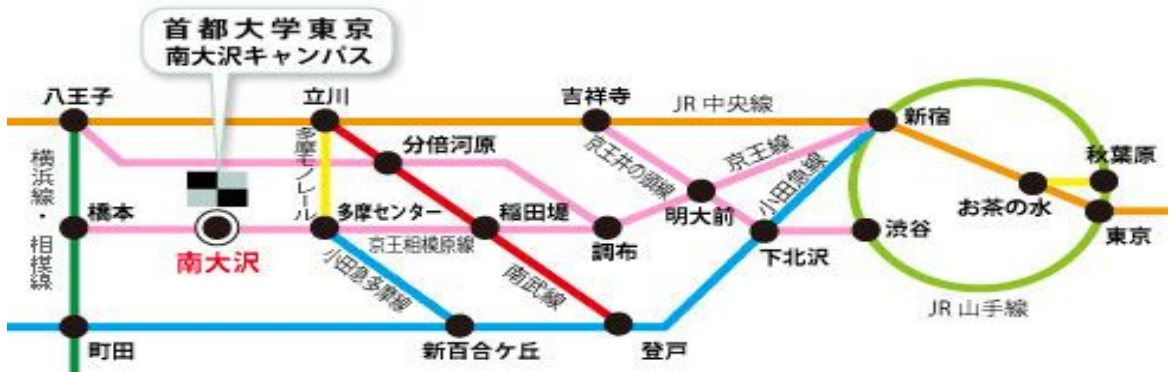 首都大学東京
南大沢キャンパス
八王子
立川
吉祥寺
JR中央線
新宿
横浜線・相模線
多摩モノレール
分倍河原
京王井の頭線
京王線
小田急線
秋葉原
お茶の水
橋本
南大沢
多摩センター
京王相模原線
稲田堤
調布
明大前
下北沢
渋谷
東京
小田急多摩線
南武線
JR山手線
町田
新百合ケ丘
登戸